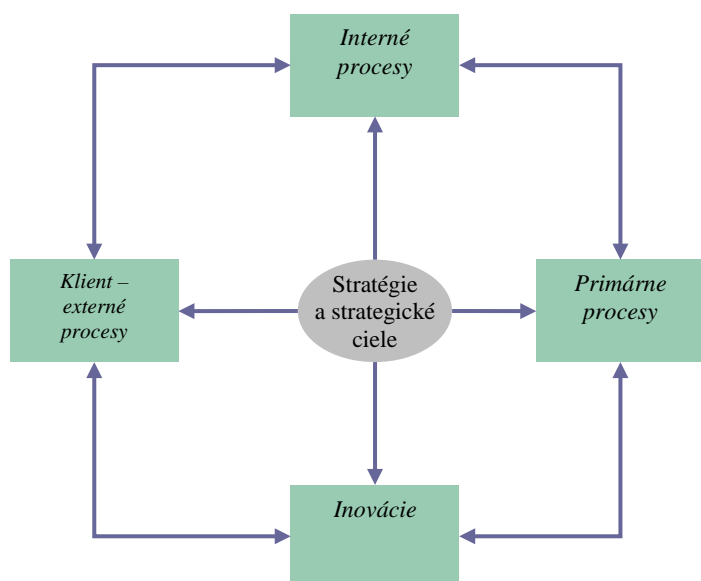 Interné
procesy
Klient –
externé
procesy
Stratégie
a strategické
ciele
Primárne
procesy
Inovácie